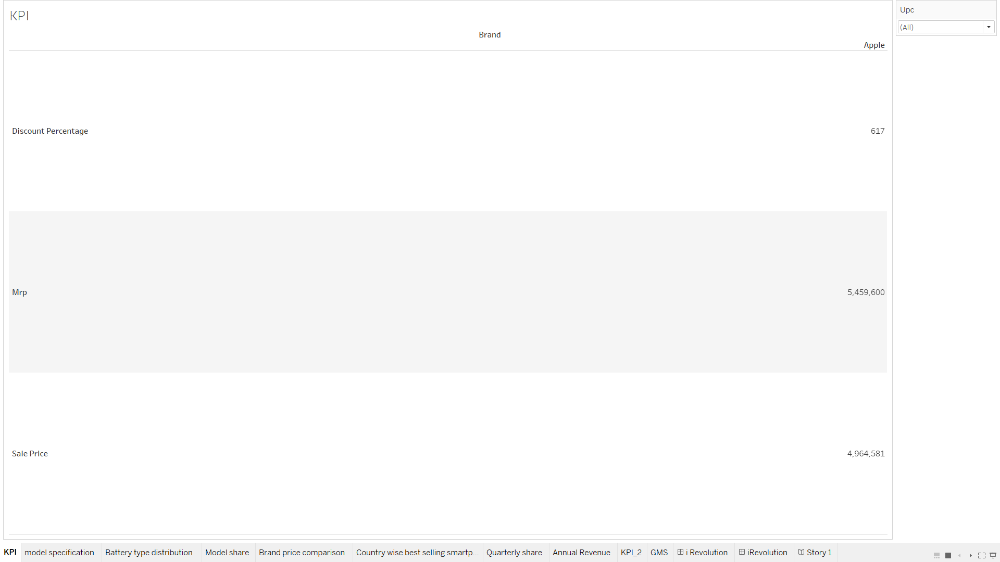 KPI
Upc
(All)
Brand
Apple
Discount Percentage 617
Mrp 5,459,600
Sale Price 4,964,581
KPI model specification Battery type distribution Model share Brand price comparison Country wise best selling smartp... Quarterly share Annual Revenue KPI_2 GMS i Revolution iRevolution Story 1